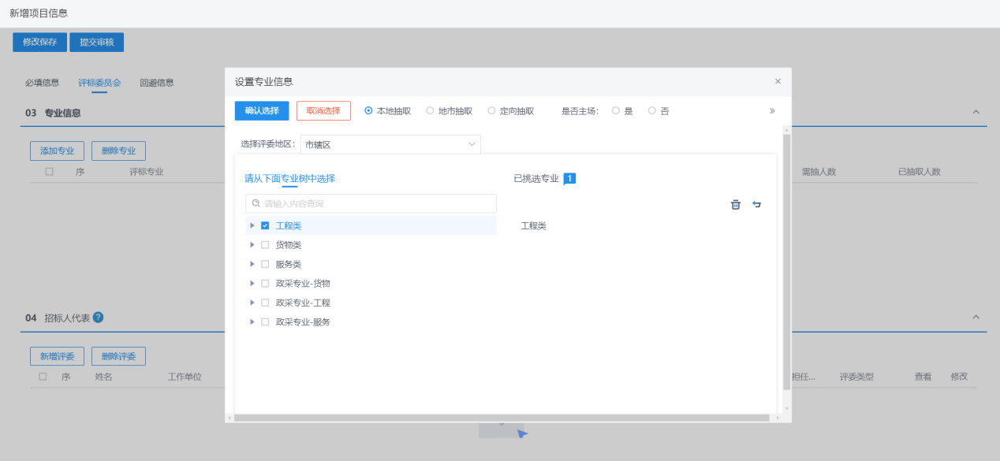 新增项目信息
修改保存 提交审核
必填信息 评标委员会 回避信息
03 专业信息
添加专业 删除专业
序 评标专业 需抽人数 已抽取人数
设置专业信息
确认选择 取消选择 本地抽取 地市抽取 定向抽取 是否主场： 是 否
选择评委地区： 市辖区
请从下面专业树中选择 已挑选专业 1
请输入内容查询
工程类 工程类
货物类
服务类
政采专业-货物
政采专业-工程
政采专业-服务
04 招标人代表 ?
新增评委 删除评委
序 姓名 工作单位 担任... 评委类型 查看 修改